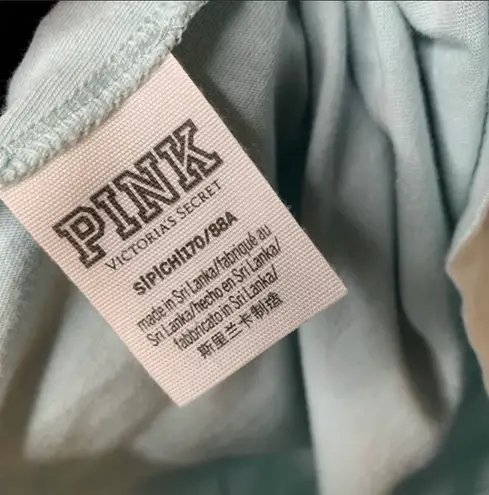 PINK
VICTORIA'S SECRET
S|P|CH|170/88A
made in Sri Lanka/fabriqué au
Sri Lanka/hecho en Sri Lanka/
fabbricato in Sri Lanka/
斯里兰卡制造